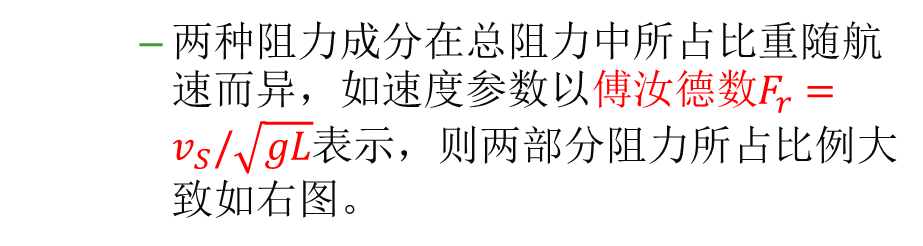 – 两种阻力成分在总阻力中所占比重随航
速而异，如速度参数以傅汝德数Fᵣ =
v_S/√gL表示，则两部分阻力所占比例大
致如右图。